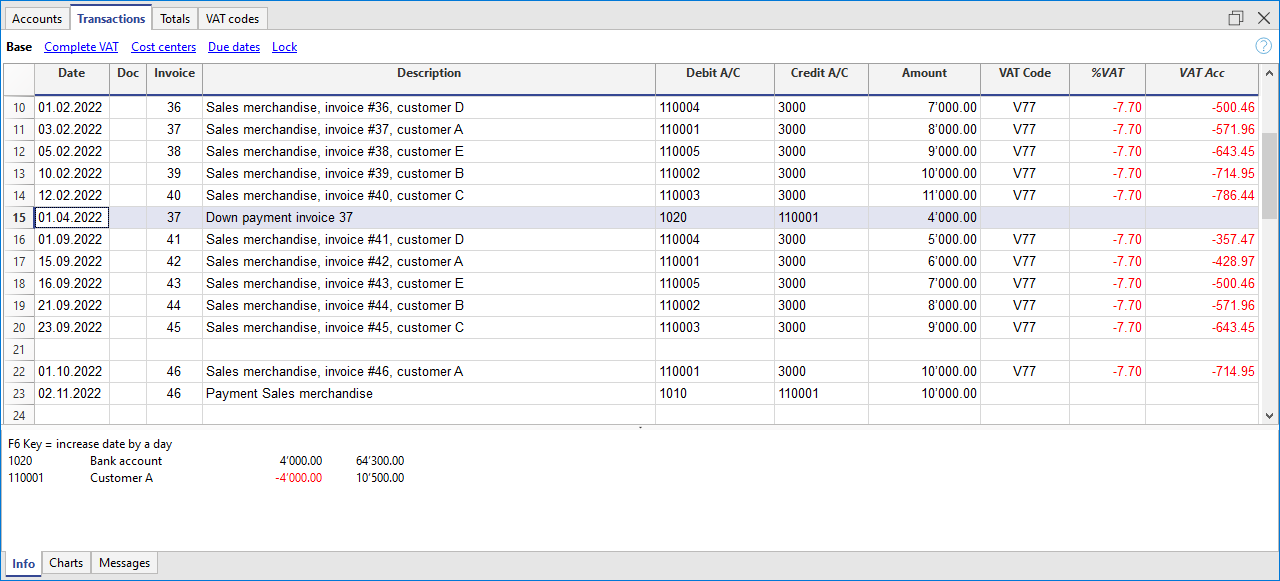 Accounts Transactions Totals VAT codes
Base Complete VAT Cost centers Due dates Lock ?
Date Doc Invoice Description Debit A/C Credit A/C Amount VAT Code %VAT VAT Acc
10 01.02.2022 36 Sales merchandise, invoice #36, customer D 110004 3000 7'000.00 V77 -7.70 -500.46
11 03.02.2022 37 Sales merchandise, invoice #37, customer A 110001 3000 8'000.00 V77 -7.70 -571.96
12 05.02.2022 38 Sales merchandise, invoice #38, customer E 110005 3000 9'000.00 V77 -7.70 -643.45
13 10.02.2022 39 Sales merchandise, invoice #39, customer B 110002 3000 10'000.00 V77 -7.70 -714.95
14 12.02.2022 40 Sales merchandise, invoice #40, customer C 110003 3000 11'000.00 V77 -7.70 -786.44
15 01.04.2022 37 Down payment invoice 37 1020 110001 4'000.00
16 01.09.2022 41 Sales merchandise, invoice #41, customer D 110004 3000 5'000.00 V77 -7.70 -357.47
17 15.09.2022 42 Sales merchandise, invoice #42, customer A 110001 3000 6'000.00 V77 -7.70 -428.97
18 16.09.2022 43 Sales merchandise, invoice #43, customer E 110005 3000 7'000.00 V77 -7.70 -500.46
19 21.09.2022 44 Sales merchandise, invoice #44, customer B 110002 3000 8'000.00 V77 -7.70 -571.96
20 23.09.2022 45 Sales merchandise, invoice #45, customer C 110003 3000 9'000.00 V77 -7.70 -643.45
21
22 01.10.2022 46 Sales merchandise, invoice #46, customer A 110001 3000 10'000.00 V77 -7.70 -714.95
23 02.11.2022 46 Payment Sales merchandise 1010 110001 10'000.00
24
F6 Key = increase date by a day
1020 Bank account 4'000.00 64'300.00
110001 Customer A -4'000.00 10'500.00
Info Charts Messages